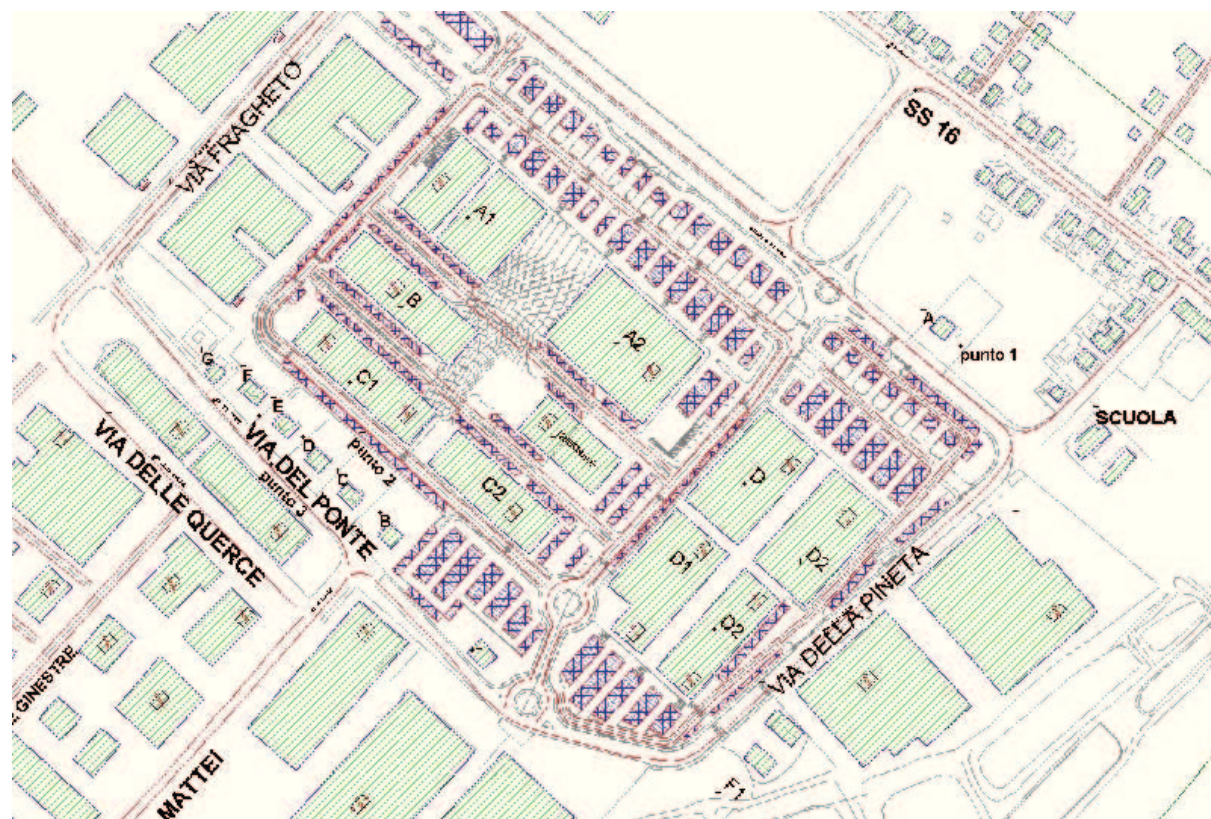 VIA FRAGHETO
SS 16
A1
B
A2
A
punto 1
C1
G
F
E
D
C
B
SCUOLA
VIA DELLE QUERCE
VIA DEL PONTE
punto 2
punto 3
C2
D
D1
D2
VIA DELLA PINETA
GINESTRE
MATTEI
F1